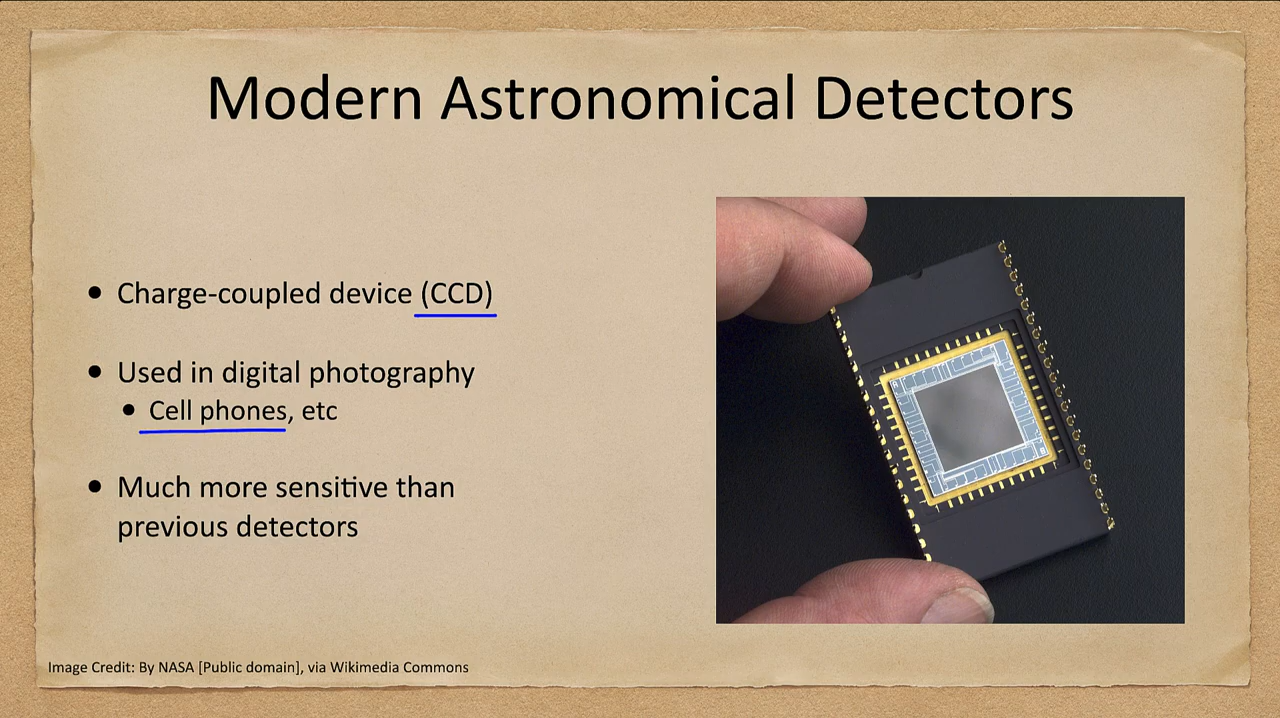 Modern Astronomical Detectors
• Charge-coupled device (CCD)
• Used in digital photography
• Cell phones, etc
• Much more sensitive than
previous detectors
Image Credit: By NASA [Public domain], via Wikimedia Commons